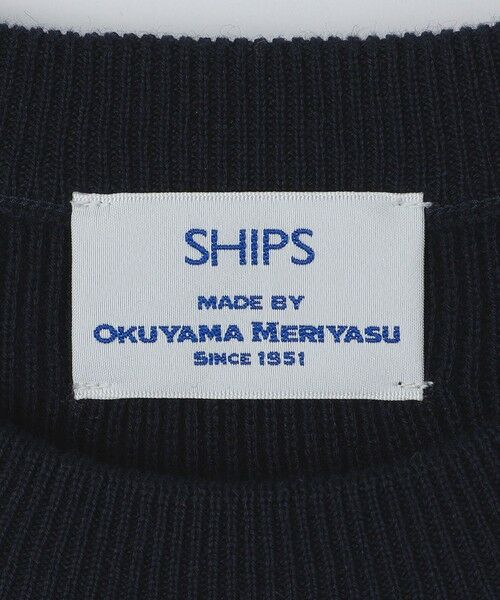 SHIPS
MADE BY
OKUYAMA MERIYASU
SINCE 1951